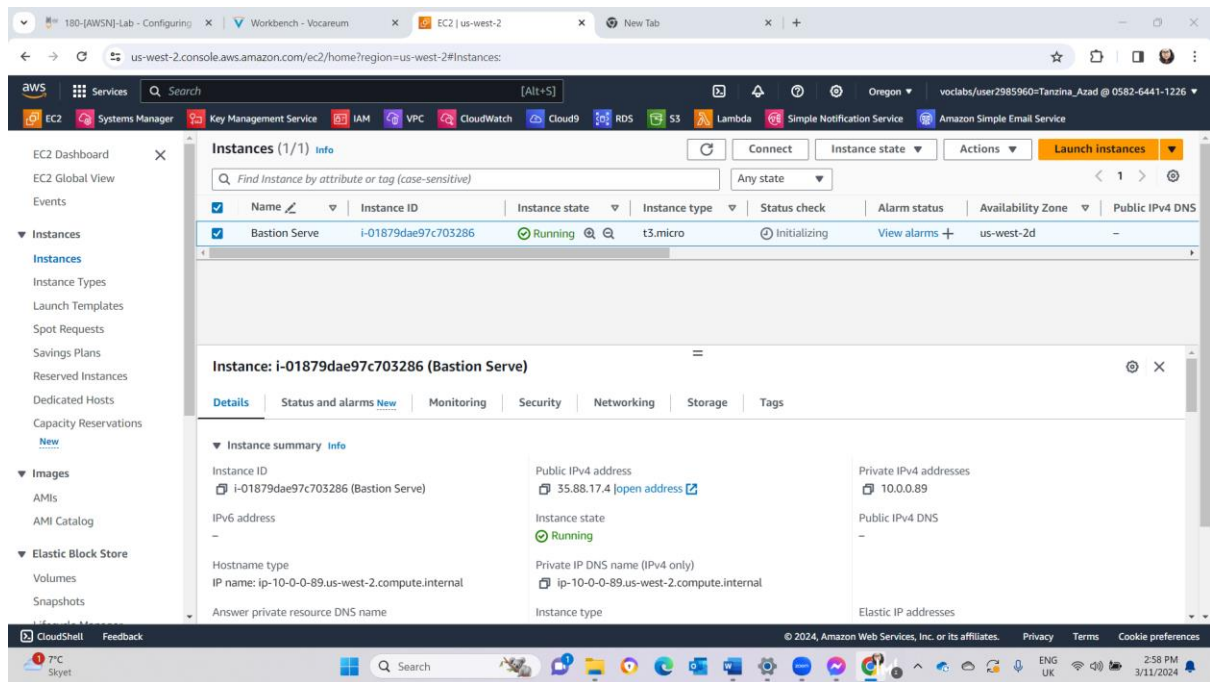 180-[AWSN]-Lab - Configuring
Workbench - Vocareum
EC2 | us-west-2
New Tab
us-west-2.console.aws.amazon.com/ec2/home?region=us-west-2#Instances:
aws Services Search [Alt+S] Oregon voclabs/user2985960=Tanzina_Azad @ 0582-6441-1226
EC2 Systems Manager Key Management Service IAM VPC CloudWatch Cloud9 RDS S3 Lambda Simple Notification Service Amazon Simple Email Service
EC2 Dashboard
EC2 Global View
Events
Instances
Instances
Instance Types
Launch Templates
Spot Requests
Savings Plans
Reserved Instances
Dedicated Hosts
Capacity Reservations
New
Images
AMIs
AMI Catalog
Elastic Block Store
Volumes
Snapshots
Instances (1/1) Info
Connect Instance state Actions Launch instances
Find Instance by attribute or tag (case-sensitive) Any state 1
Name Instance ID Instance state Instance type Status check Alarm status Availability Zone Public IPv4 DNS
Bastion Serve i-01879dae97c703286 Running t3.micro Initializing View alarms + us-west-2d –
Instance: i-01879dae97c703286 (Bastion Serve)
Details Status and alarms New Monitoring Security Networking Storage Tags
Instance summary Info
Instance ID Public IPv4 address Private IPv4 addresses
i-01879dae97c703286 (Bastion Serve) 35.88.17.4 |open address 10.0.0.89
IPv6 address Instance state Public IPv4 DNS
– Running –
Hostname type Private IP DNS name (IPv4 only)
IP name: ip-10-0-0-89.us-west-2.compute.internal ip-10-0-0-89.us-west-2.compute.internal
Answer private resource DNS name Instance type Elastic IP addresses
CloudShell Feedback © 2024, Amazon Web Services, Inc. or its affiliates. Privacy Terms Cookie preferences
1 7°C Search ENG 2:58 PM
Skyet UK 3/11/2024